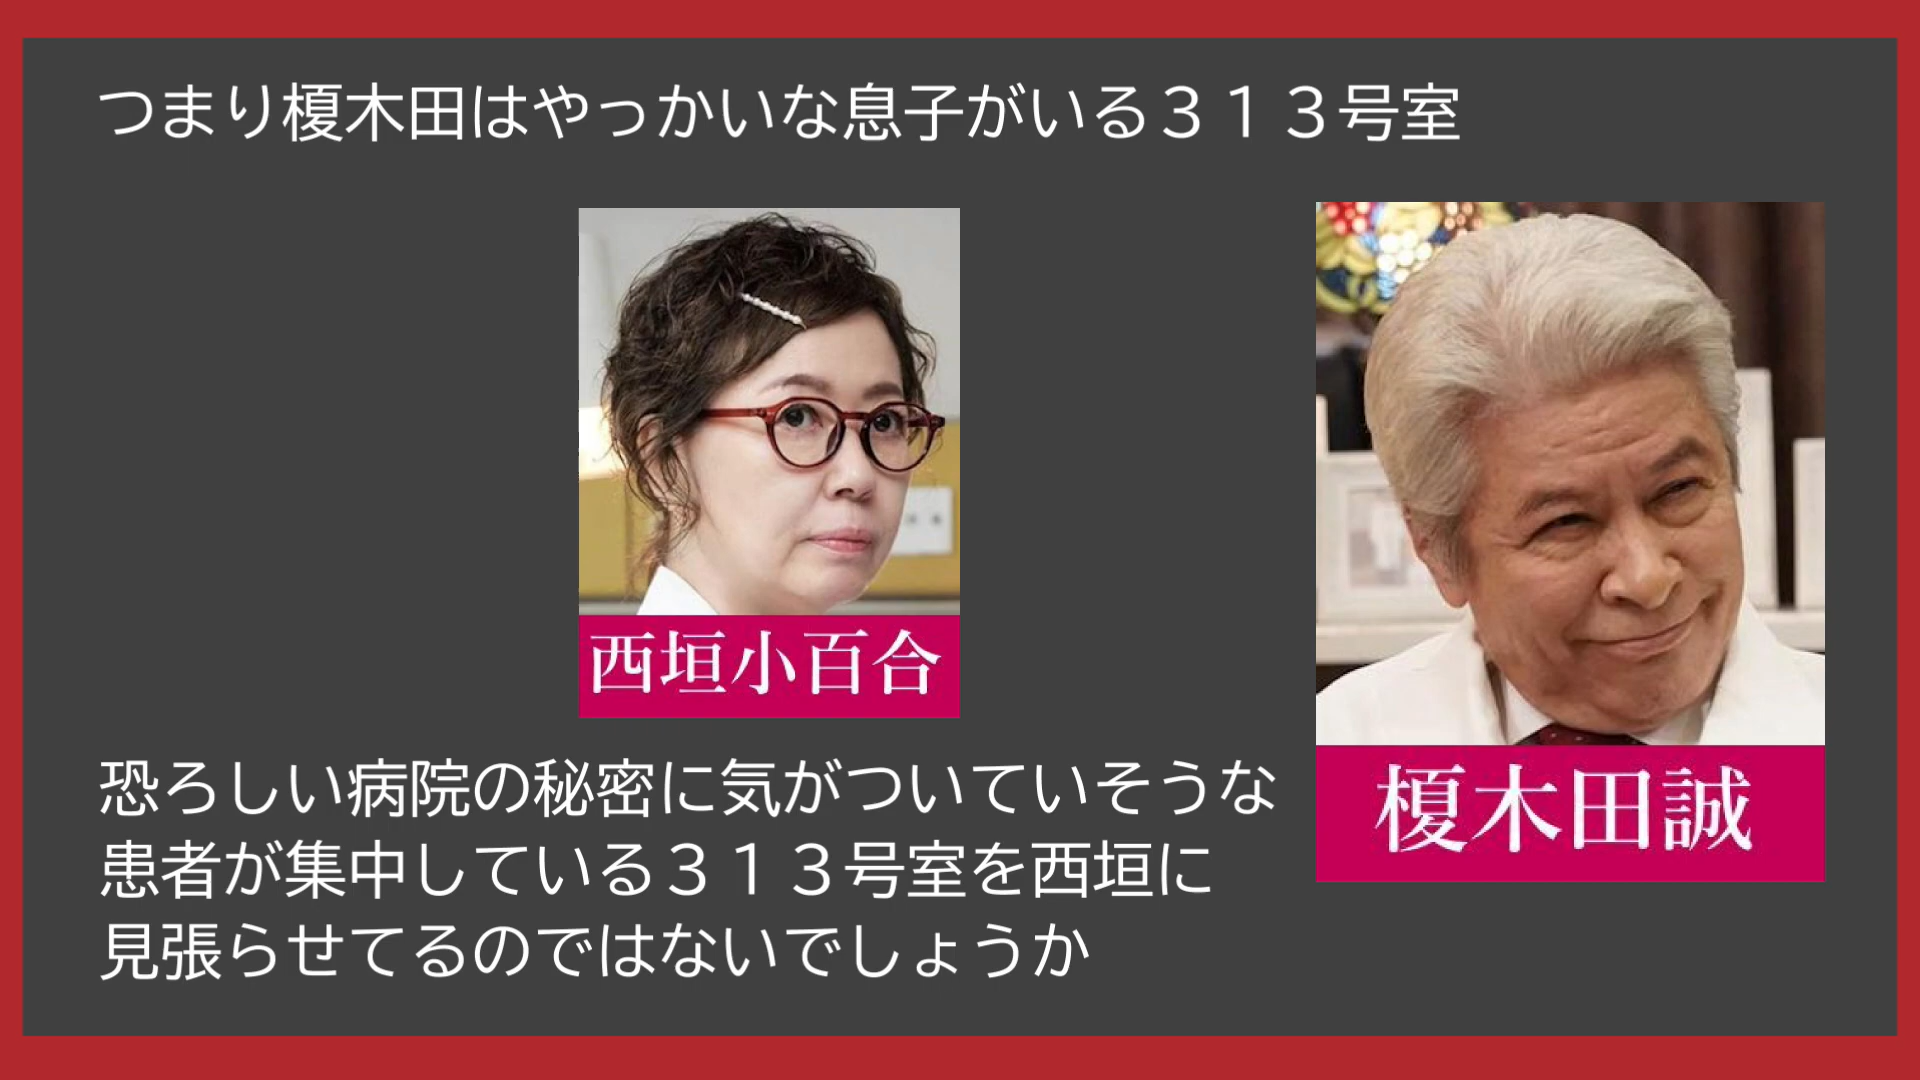 つまり榎木田はやっかいな息子がいる３１３号室
西垣小百合
榎木田誠
恐ろしい病院の秘密に気がついていそうな
患者が集中している３１３号室を西垣に
見張らせてるのではないでしょうか